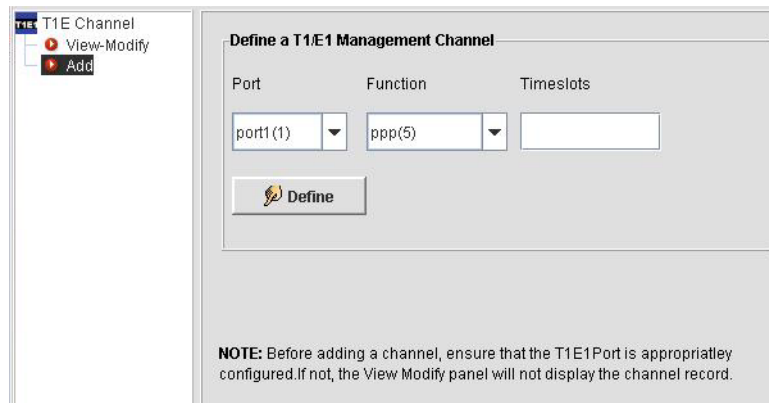 T1E1 T1E Channel
View-Modify
Add
Define a T1/E1 Management Channel
Port Function Timeslots
port1(1) ppp(5)
Define
NOTE: Before adding a channel, ensure that the T1E1Port is appropriatley
configured.If not, the View Modify panel will not display the channel record.